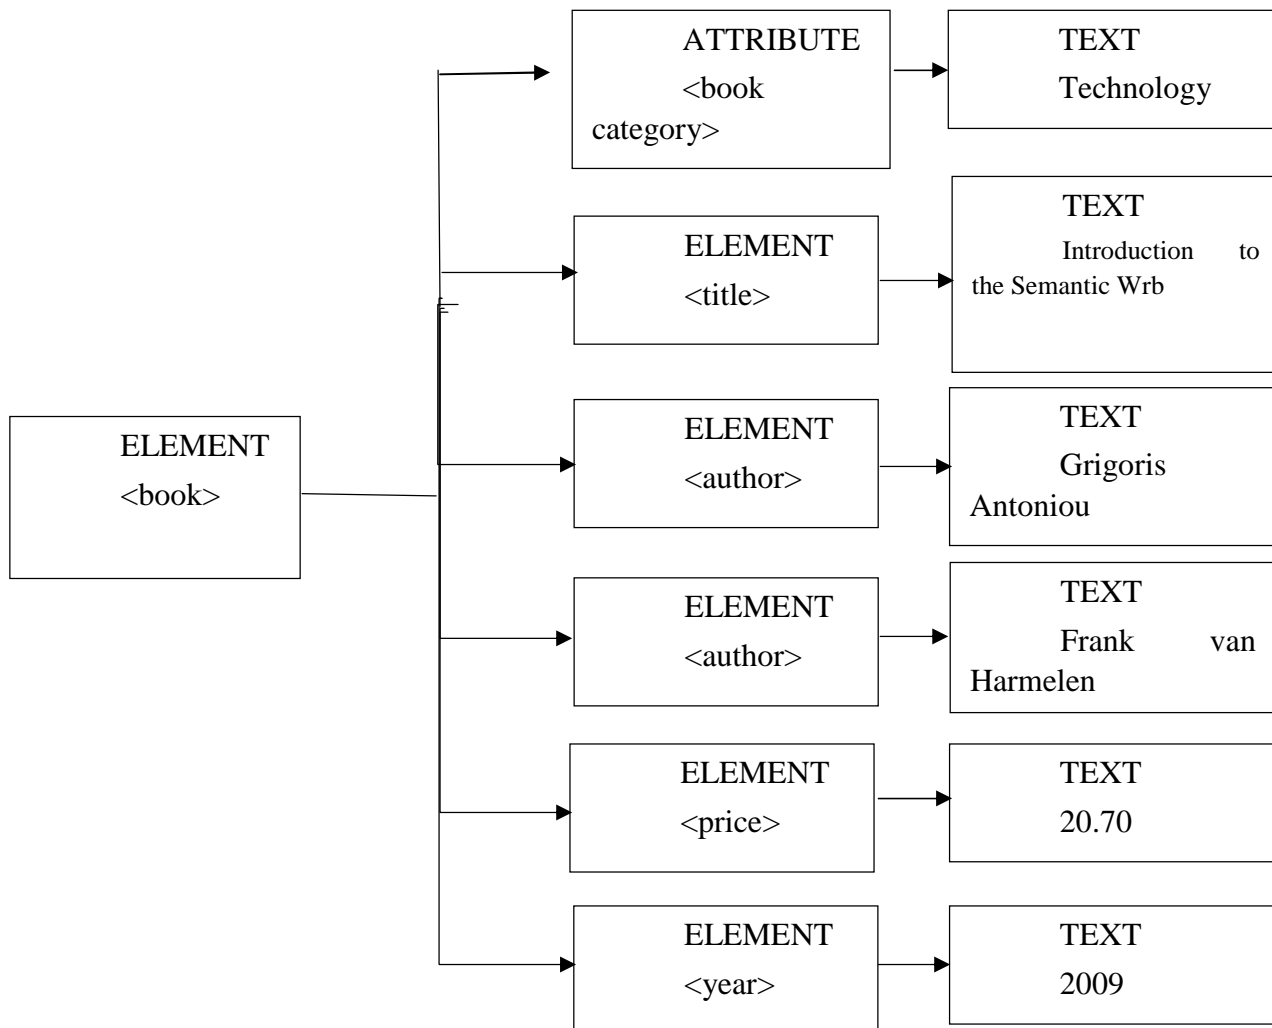 ATTRIBUTE
<book
category>
TEXT
Technology
ELEMENT
<title>
TEXT
Introduction to
the Semantic Wrb
ELEMENT
<book>
ELEMENT
<author>
TEXT
Grigoris
Antoniou
ELEMENT
<author>
TEXT
Frank van
Harmelen
ELEMENT
<price>
TEXT
20.70
ELEMENT
<year>
TEXT
2009